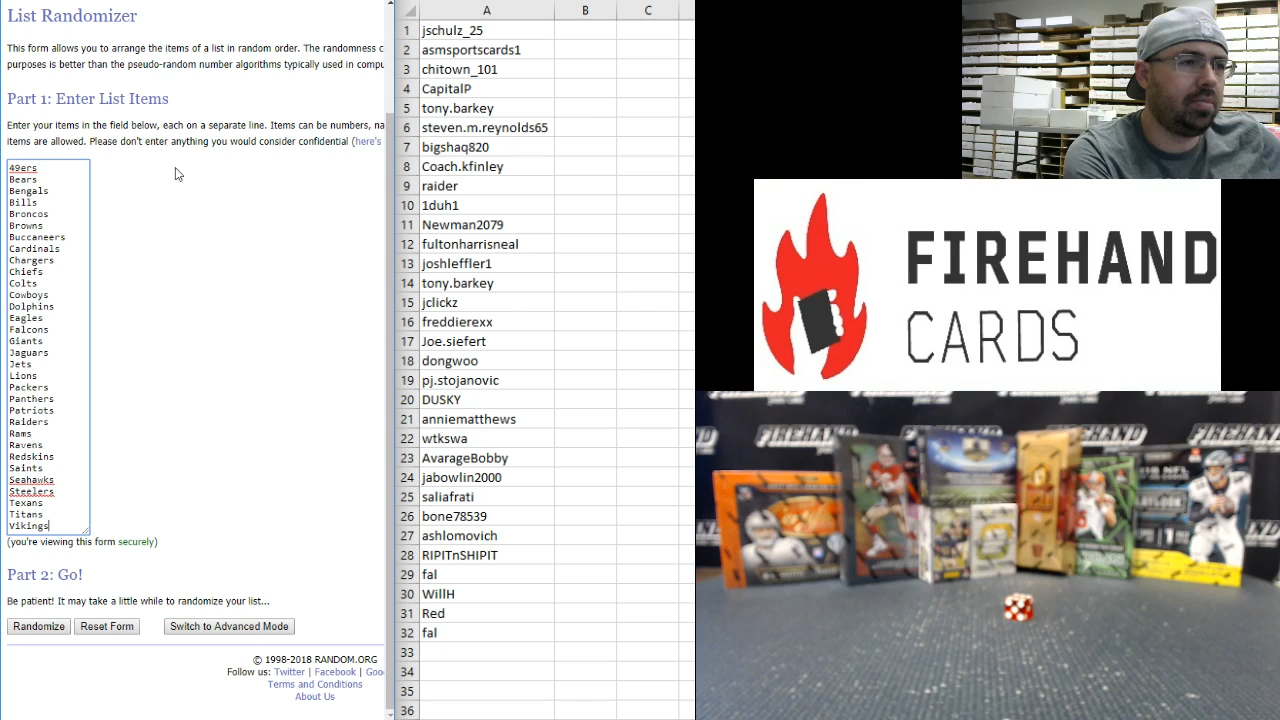 List Randomizer
This form allows you to arrange the items of a list in random order. The randomness c
purposes is better than the pseudo-random number algorithms typically used in compu
Part 1: Enter List Items
Enter your items in the field below, each on a separate line. Items can be numbers, na
items are allowed. Please don't enter anything you would consider confidential (here's
49ers
Bears
Bengals
Bills
Broncos
Browns
Buccaneers
Cardinals
Chargers
Chiefs
Colts
Cowboys
Dolphins
Eagles
Falcons
Giants
Jaguars
Jets
Lions
Packers
Panthers
Patriots
Raiders
Rams
Ravens
Redskins
Saints
Seahawks
Steelers
Texans
Titans
Vikings
(you're viewing this form securely)
Part 2: Go!
Be patient! It may take a little while to randomize your list...
Randomize Reset Form Switch to Advanced Mode
© 1998-2018 RANDOM.ORG
Follow us: Twitter | Facebook | Goo
Terms and Conditions
About Us
A B C
1 jschulz_25
2 asmsportscards1
3 chitown_101
4 CapitalP
5 tony.barkey
6 steven.m.reynolds65
7 bigshaq820
8 Coach.kfinley
9 raider
10 1duh1
11 Newman2079
12 fultonharrisneal
13 joshleffler1
14 tony.barkey
15 jclickz
16 freddierexx
17 Joe.siefert
18 dongwoo
19 pj.stojanovic
20 DUSKY
21 anniematthews
22 wtkswa
23 AvarageBobby
24 jabowlin2000
25 saliafrati
26 bone78539
27 ashlomovich
28 RIPITnSHIPIT
29 fal
30 WillH
31 Red
32 fal
33
34
35
36
FIREHAND
CARDS
FIREHAND
FIREHAND